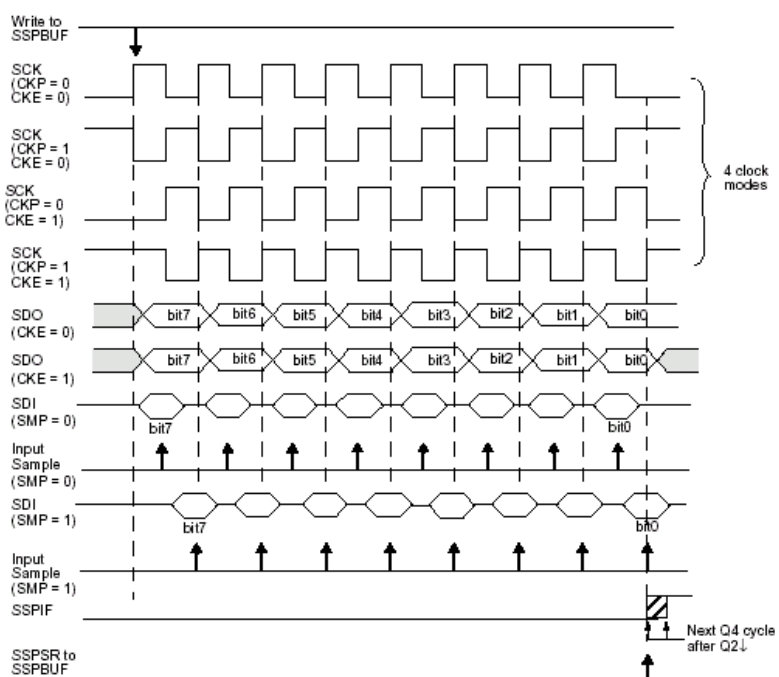 Write to
SSPBUF
SCK
(CKP = 0
CKE = 0)
SCK
(CKP = 1
CKE = 0)
SCK
(CKP = 0
CKE = 1)
SCK
(CKP = 1
CKE = 1)
4 clock
modes
SDO
(CKE = 0)
bit7 bit6 bit5 bit4 bit3 bit2 bit1 bit0
SDO
(CKE = 1)
bit7 bit6 bit5 bit4 bit3 bit2 bit1 bit0
SDI
(SMP = 0)
bit7 bit0
Input
Sample
(SMP = 0)
SDI
(SMP = 1)
bit7 bit0
Input
Sample
(SMP = 1)
SSPIF
Next Q4 cycle
after Q2↓
SSPSR to
SSPBUF